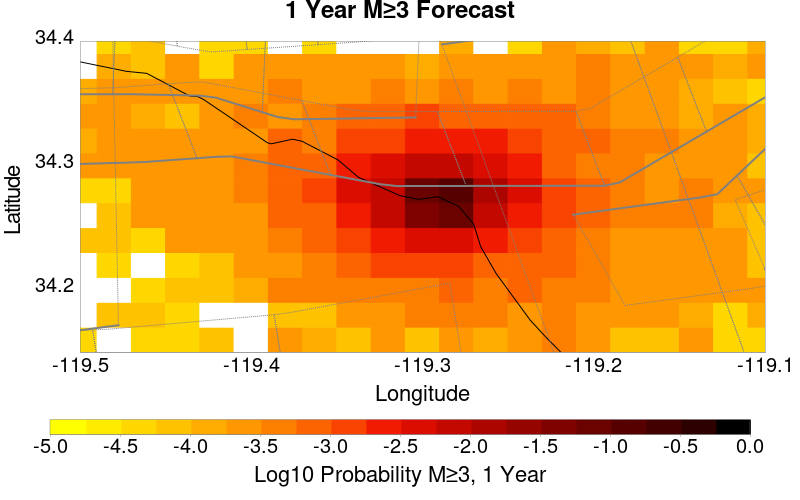 1 Year M≥3 Forecast
34.4
34.3
34.2
Latitude
-119.5 -119.4 -119.3 -119.2 -119.1
Longitude
-5.0 -4.5 -4.0 -3.5 -3.0 -2.5 -2.0 -1.5 -1.0 -0.5 0.0
Log10 Probability M≥3, 1 Year